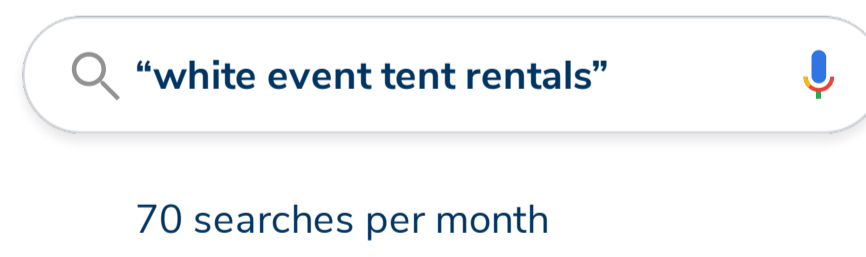 “white event tent rentals”
70 searches per month